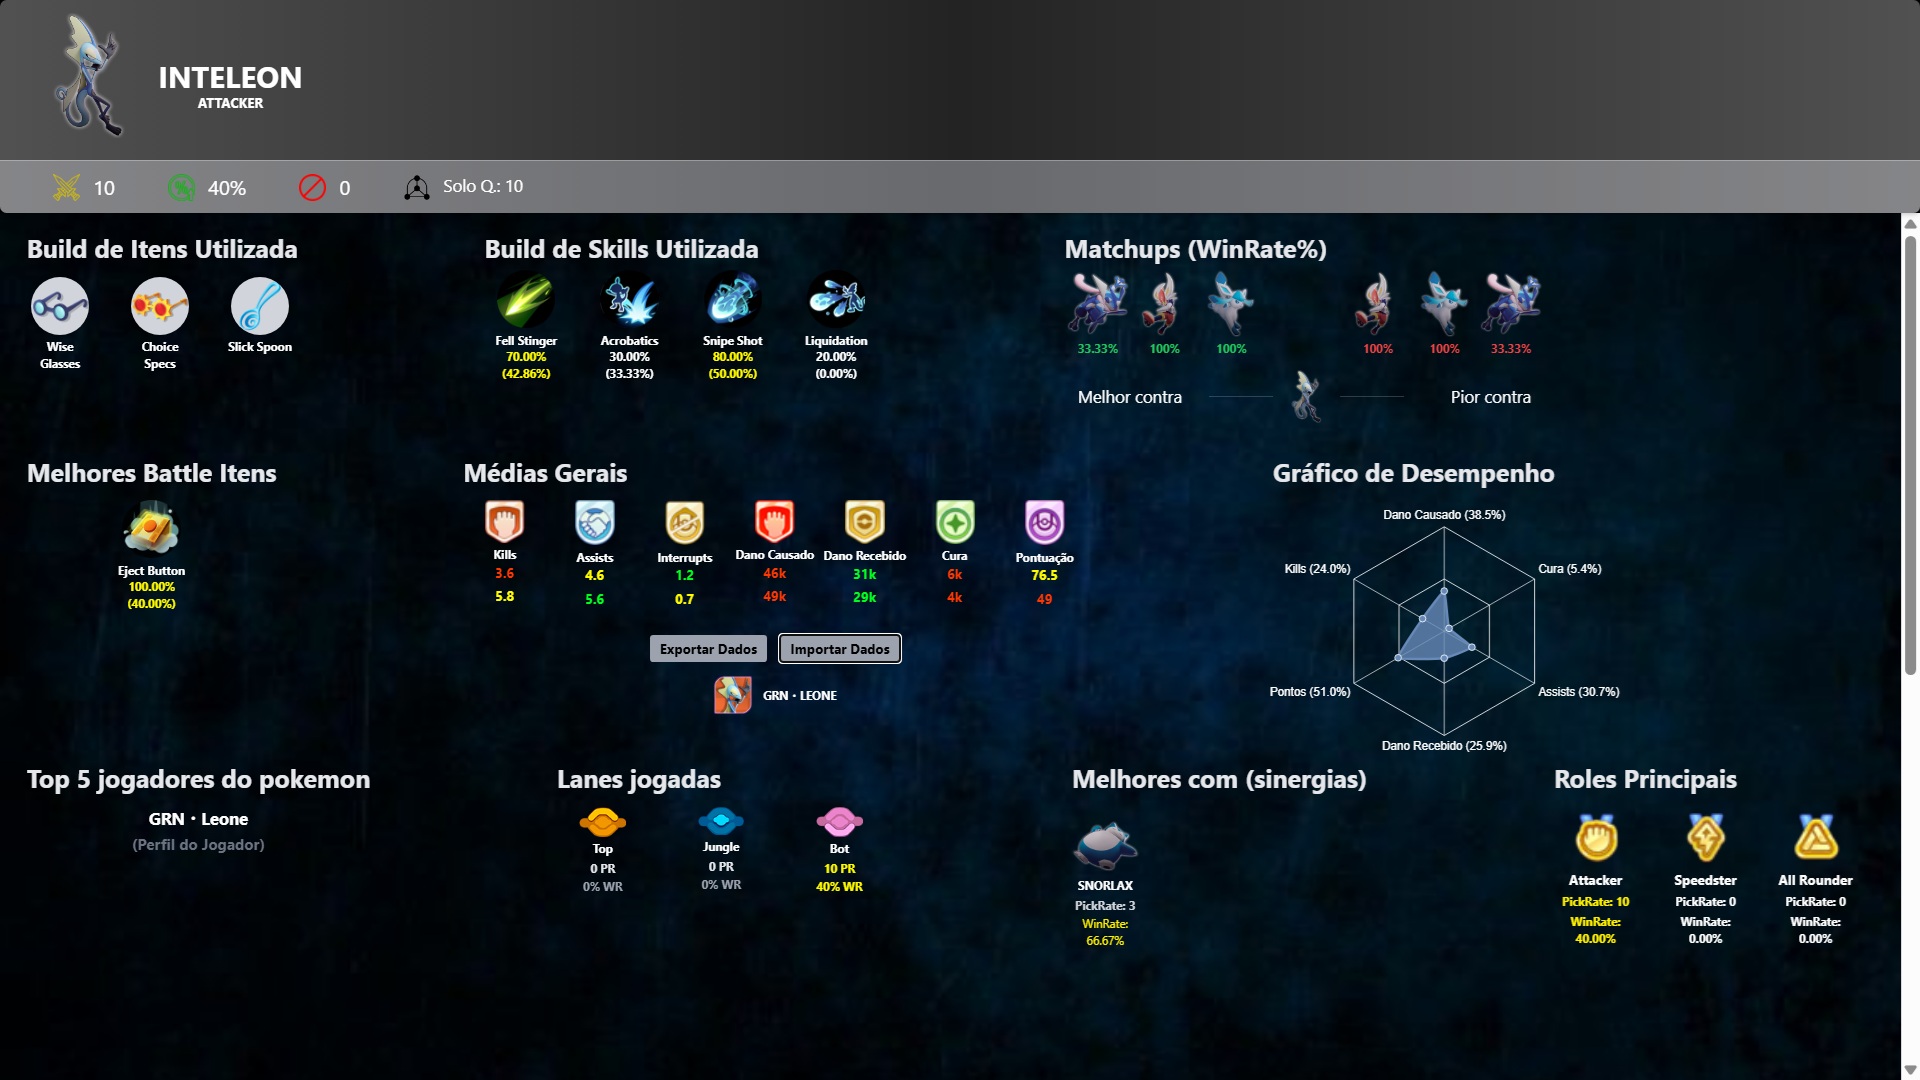 INTELEON
ATTACKER
10
40%
0
Solo Q.: 10
Build de Itens Utilizada
Wise
Glasses
Choice
Specs
Slick Spoon
Build de Skills Utilizada
Fell Stinger
70.00%
(42.86%)
Acrobatics
30.00%
(33.33%)
Snipe Shot
80.00%
(50.00%)
Liquidation
20.00%
(0.00%)
Matchups (WinRate%)
33.33%
100%
100%
100%
100%
33.33%
Melhor contra
Pior contra
Melhores Battle Itens
Eject Button
100.00%
(40.00%)
Médias Gerais
Kills
3.6
5.8
Assists
4.6
5.6
Interrupts
1.2
0.7
Dano Causado
46k
49k
Dano Recebido
31k
29k
Cura
6k
4k
Pontuação
76.5
49
Exportar Dados
Importar Dados
GRN • LEONE
Gráfico de Desempenho
Dano Causado (38.5%)
Kills (24.0%)
Cura (5.4%)
Pontos (51.0%)
Assists (30.7%)
Dano Recebido (25.9%)
Top 5 jogadores do pokemon
GRN • Leone
(Perfil do Jogador)
Lanes jogadas
Top
0 PR
0% WR
Jungle
0 PR
0% WR
Bot
10 PR
40% WR
Melhores com (sinergias)
SNORLAX
PickRate: 3
WinRate:
66.67%
Roles Principais
Attacker
PickRate: 10
WinRate:
40.00%
Speedster
PickRate: 0
WinRate:
0.00%
All Rounder
PickRate: 0
WinRate:
0.00%